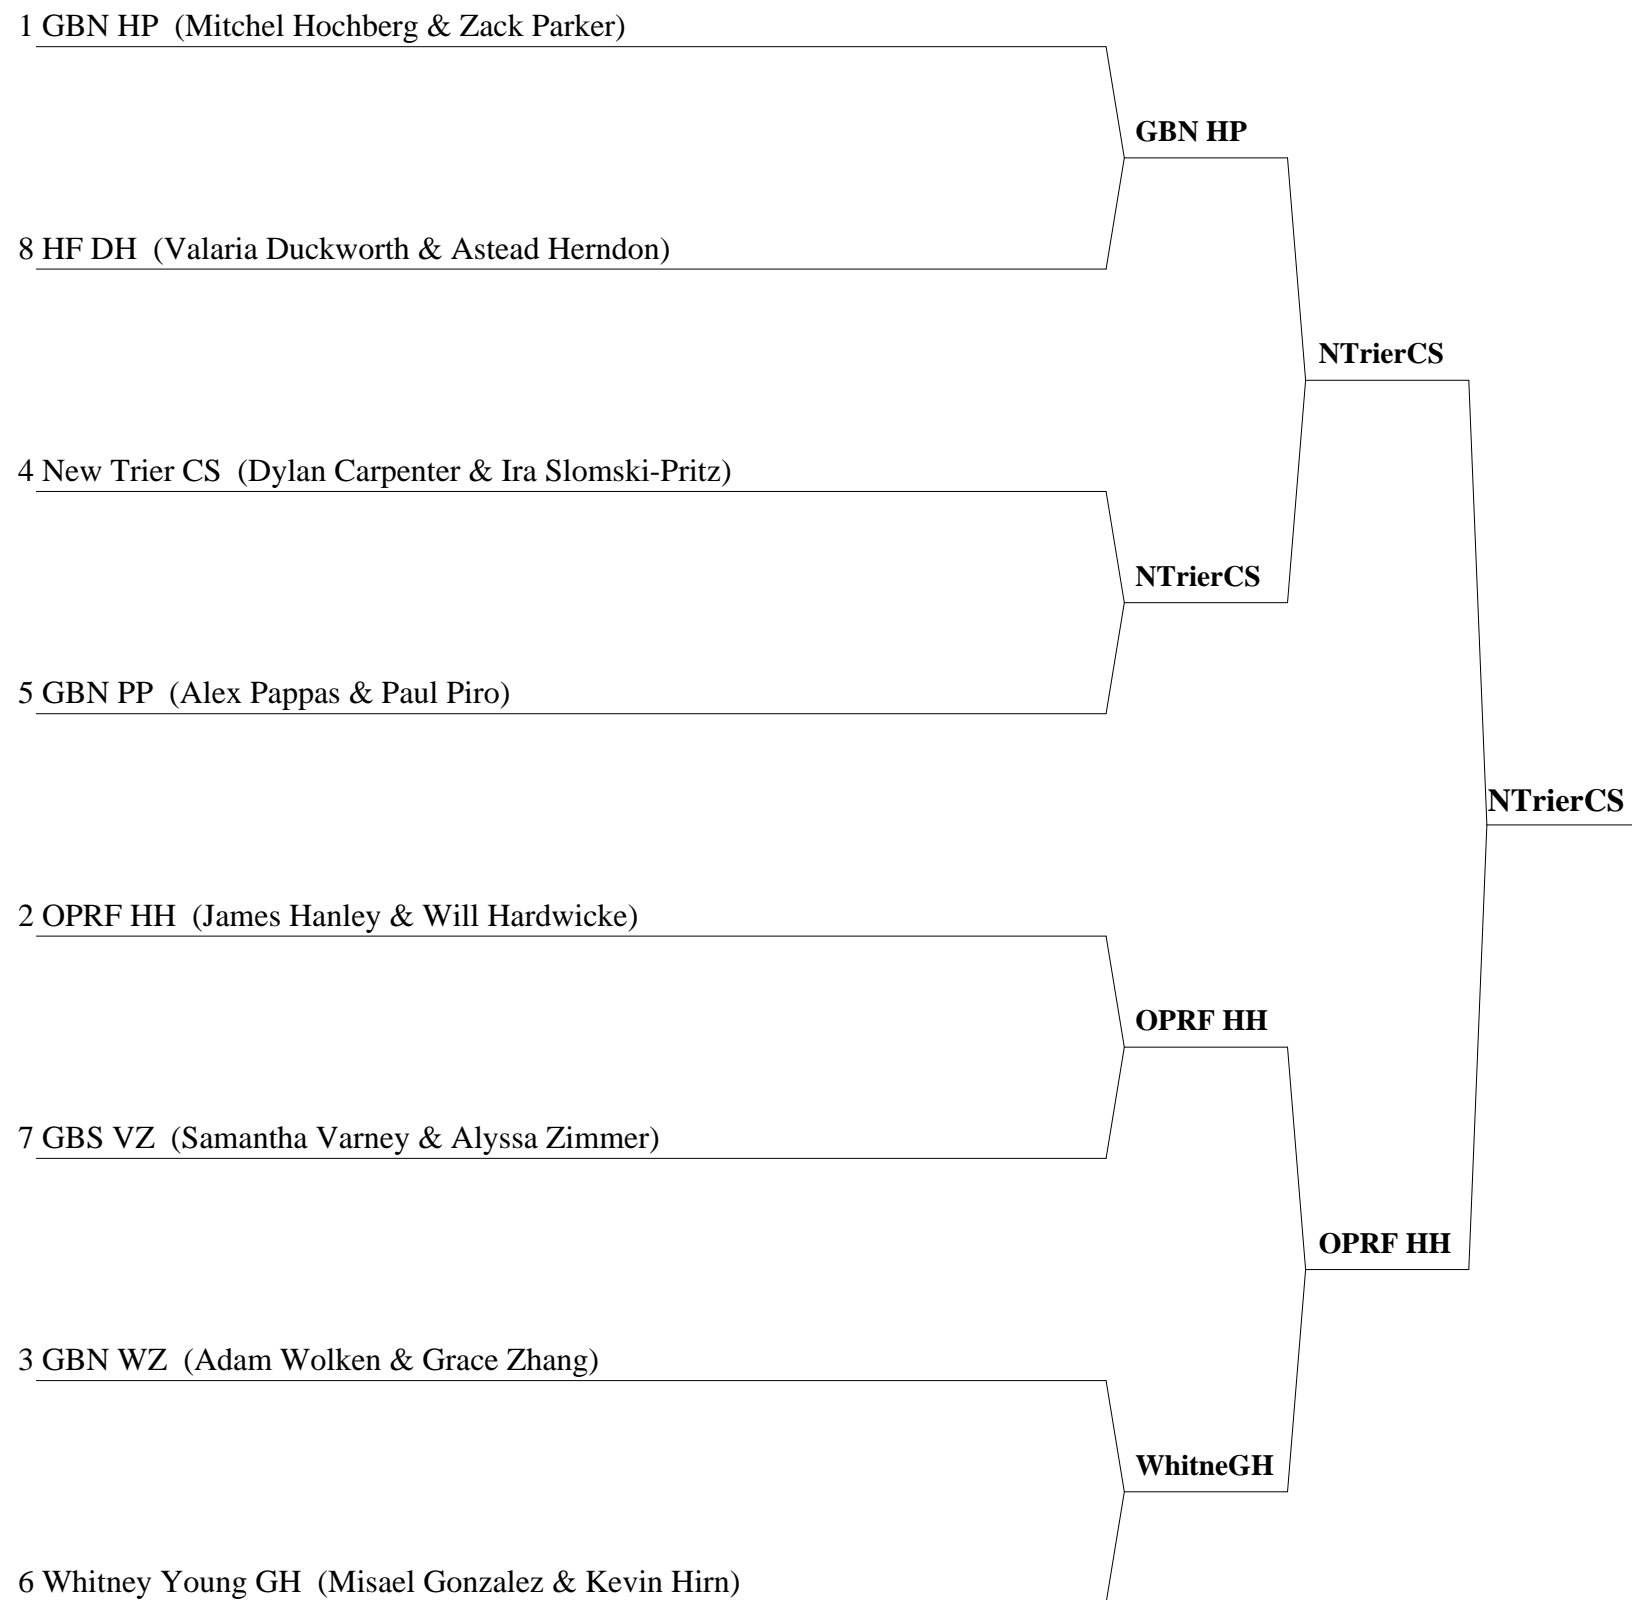 1 GBN HP (Mitchel Hochberg & Zack Parker)
GBN HP
8 HF DH (Valaria Duckworth & Astead Herndon)
NTrierCS
4 New Trier CS (Dylan Carpenter & Ira Slomski-Pritz)
NTrierCS
5 GBN PP (Alex Pappas & Paul Piro)
NTrierCS
2 OPRF HH (James Hanley & Will Hardwicke)
OPRF HH
7 GBS VZ (Samantha Varney & Alyssa Zimmer)
OPRF HH
3 GBN WZ (Adam Wolken & Grace Zhang)
WhitneGH
6 Whitney Young GH (Misael Gonzalez & Kevin Hirn)